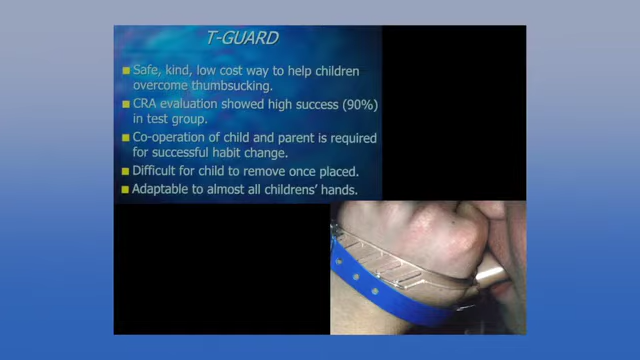 T-GUARD
Safe, kind, low cost way to help children
overcome thumbsucking.
CRA evaluation showed high success (90%)
in test group.
Co-operation of child and parent is required
for successful habit change.
Difficult for child to remove once placed.
Adaptable to almost all childrens' hands.